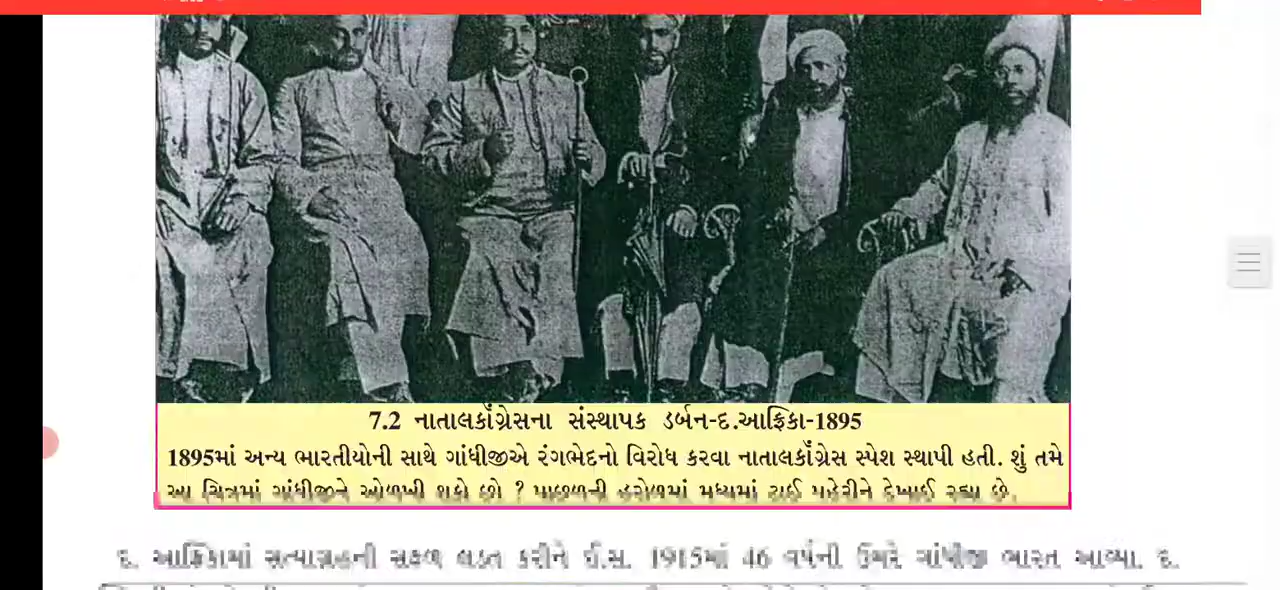 7.2 નાતાલકૉંગ્રેસના સંસ્થાપક ડર્બન-દ.આફ્રિકા-1895
1895માં અન્ય ભારતીયોની સાથે ગાંધીજીએ રંગભેદનો વિરોધ કરવા નાતાલકૉંગ્રેસ સ્પેશ સ્થાપી હતી. શું તમે
આ ચિત્રમાં ગાંધીજીને ઓળખી શકો છો ? પાછળની હરોળમાં મધ્યમાં ટાઈ પહેરીને દેખાઈ રહ્યા છે.
દ. આફ્રિકામાં સત્યાગ્રહની સફળ લડત કરીને ઈ.સ. 1915માં 46 વર્ષની ઉંમરે ગાંધીજી ભારત આવ્યા. દ.